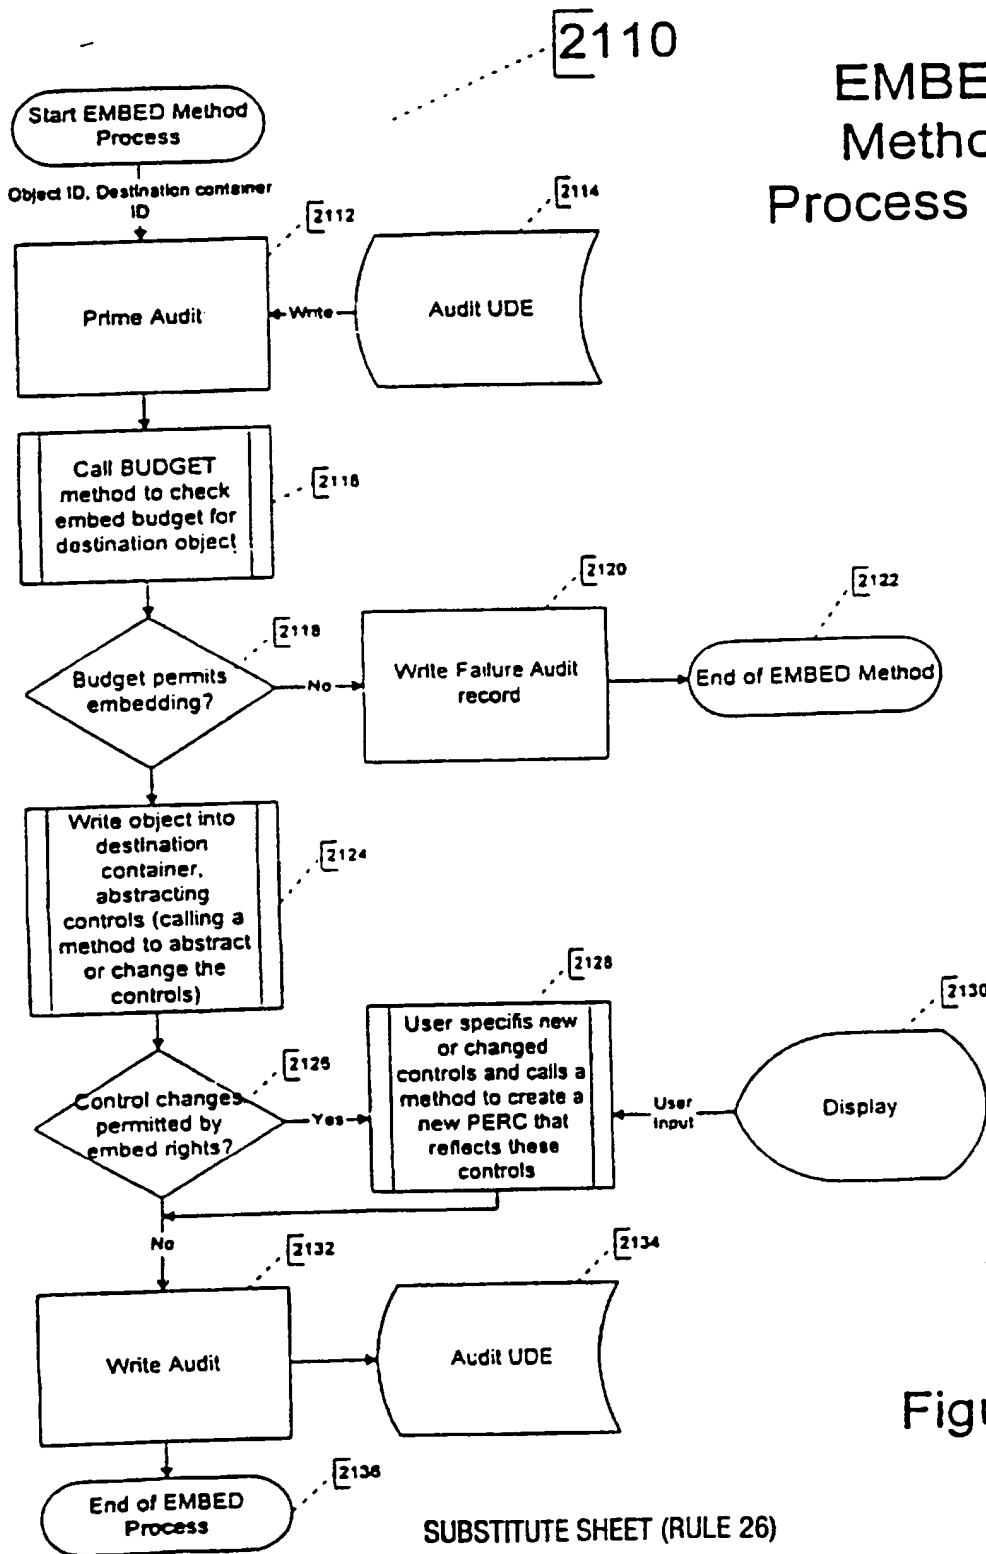 2110
EMBE
Metho
Process
Start EMBED Method
Process
Object ID, Destination container
ID
2112
2114
Prime Audit
Write
Audit UDE
Call BUDGET
method to check
embed budget for
destination object
2116
2118
Budget permits
embedding?
No
2120
Write Failure Audit
record
2122
End of EMBED Method
Write object into
destination
container,
abstracting
controls (calling a
method to abstract
or change the
controls)
2124
2126
Control changes
permitted by
embed rights?
Yes
2128
User specifis new
or changed
controls and calls a
method to create a
new PERC that
reflects these
controls
User
Input
2130
Display
No
2132
2134
Write Audit
Audit UDE
Figu
2136
End of EMBED
Process
SUBSTITUTE SHEET (RULE 26)